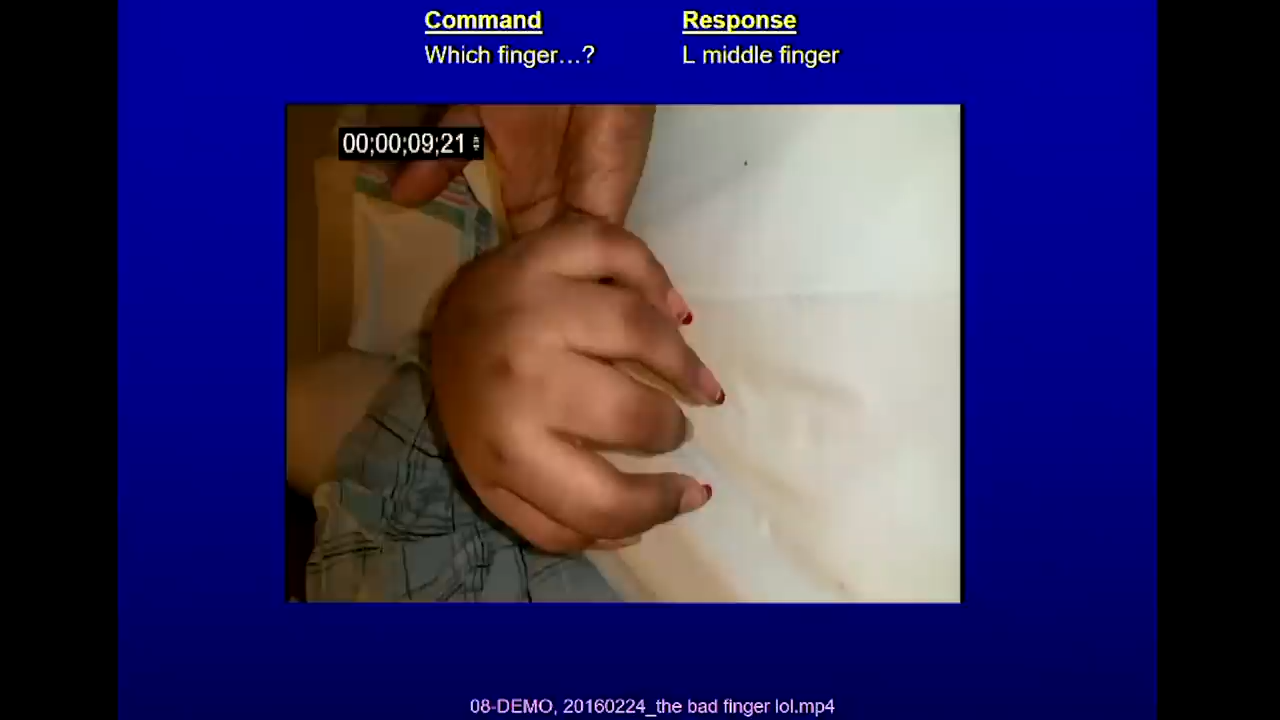 Command Response
Which finger...? L middle finger
00;00;09;21
08-DEMO, 20160224_the bad finger lol.mp4